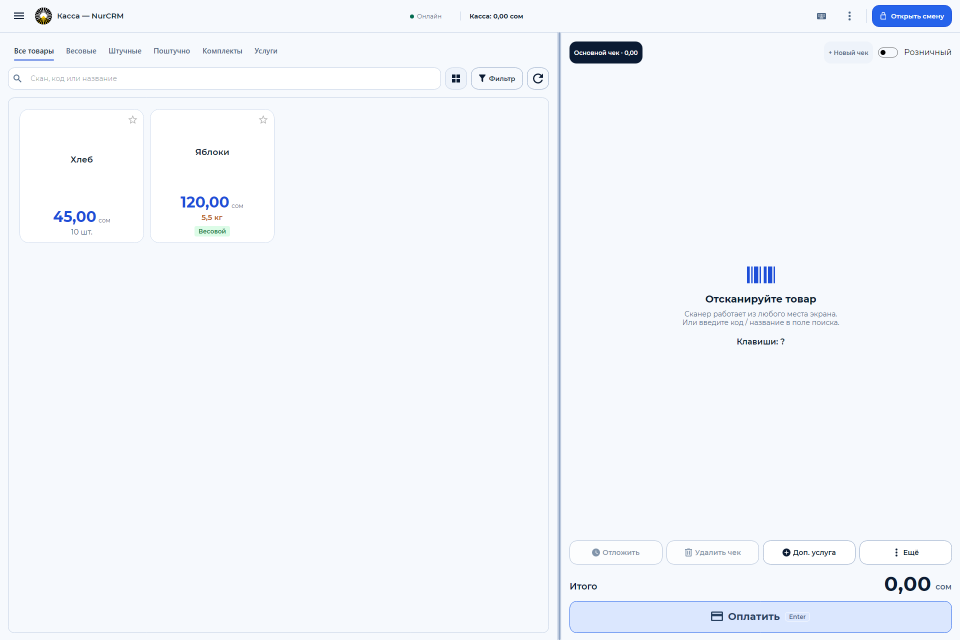 Касса — NurCRM
Онлайн
Касса: 0,00 сом
Открыть смену
Все товары
Весовые
Штучные
Поштучно
Комплекты
Услуги
Скан, код или название
Фильтр
Хлеб
45,00 сом
10 шт.
Яблоки
120,00 сом
5,5 кг
Весовой
Основной чек · 0,00
+ Новый чек
Розничный
Отсканируйте товар
Сканер работает из любого места экрана.
Или введите код / название в поле поиска.
Клавиши: ?
Отложить
Удалить чек
Доп. услуга
Ещё
Итого
0,00 сом
Оплатить Enter